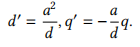 d′ = a²/d, q′ = −a/d q.